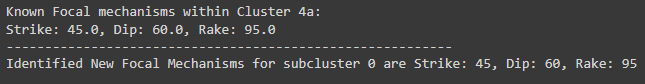 Known Focal mechanisms within Cluster 4a:
Strike: 45.0, Dip: 60.0, Rake: 95.0
--------------------------------------------------------
Identified New Focal Mechanisms for subcluster 0 are Strike: 45, Dip: 60, Rake: 95